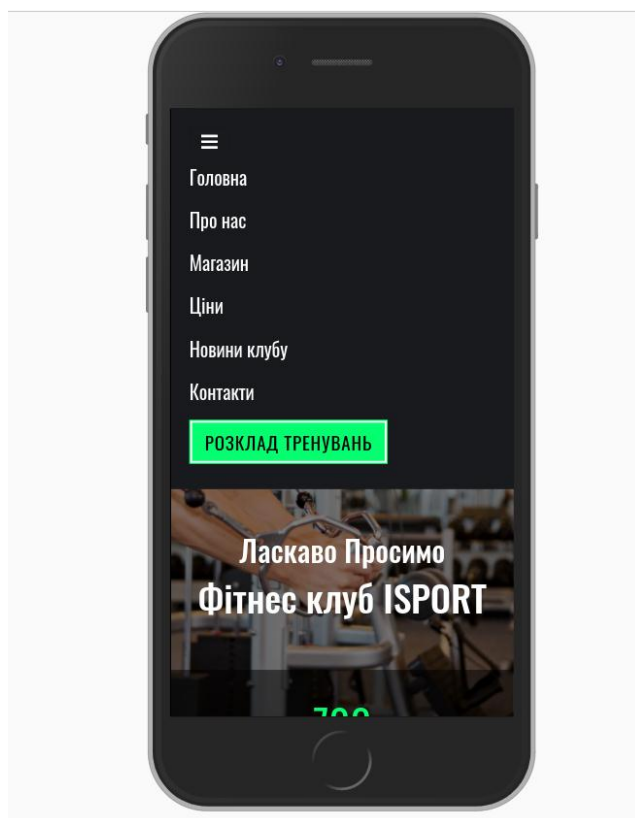 Головна
Про нас
Магазин
Ціни
Новини клубу
Контакти
РОЗКЛАД ТРЕНУВАНЬ
Ласкаво Просимо
Фітнес клуб ISPORT